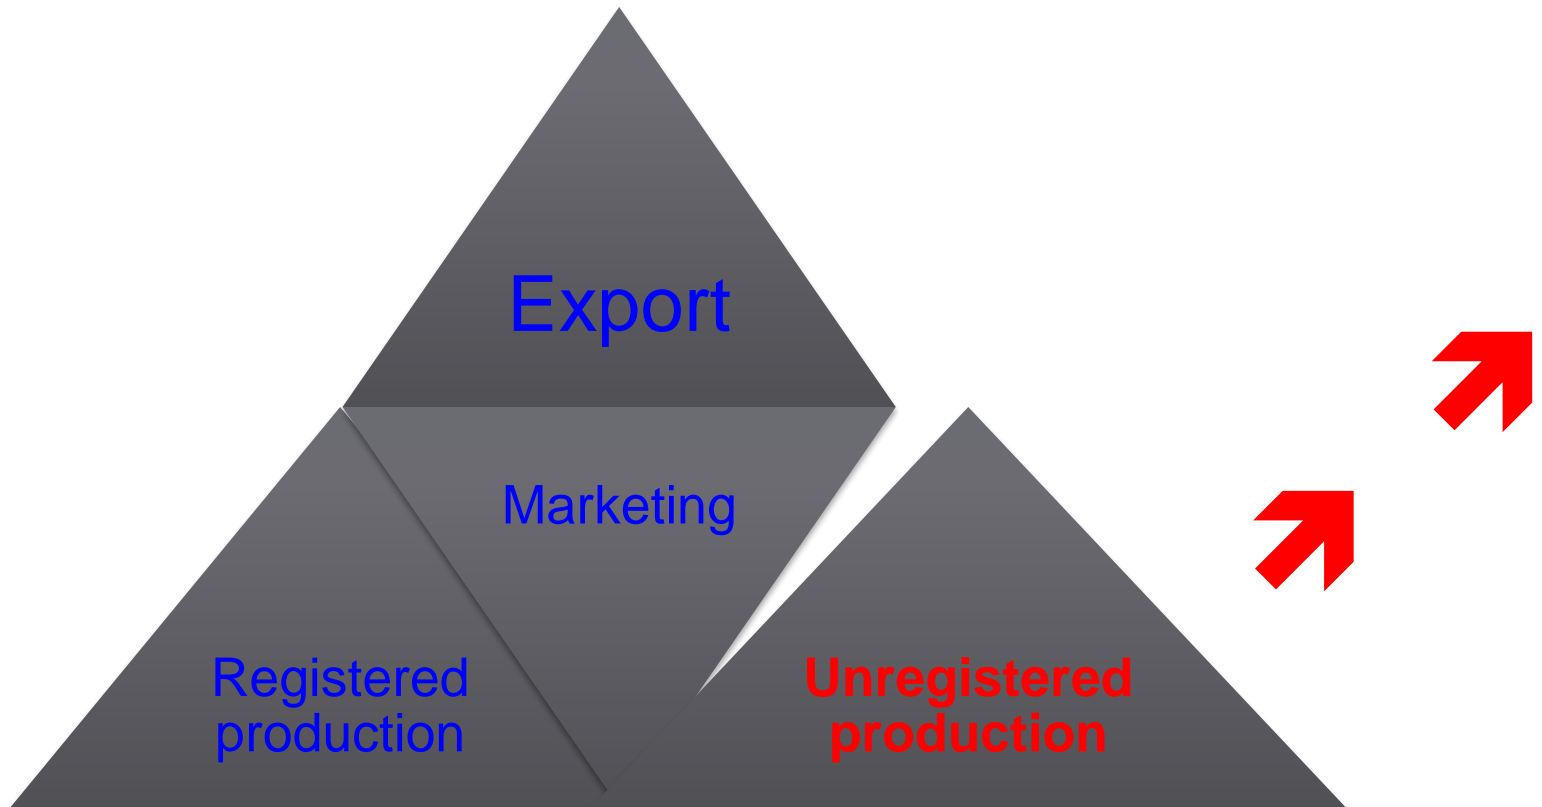 Export
Marketing
Registered
production
Unregistered
production